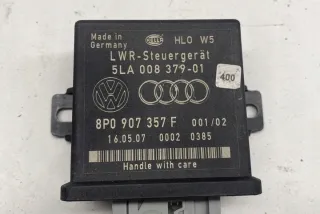 Made in
Germany
HELLA
HLO W5
LWR-Steuergerät
5LA 008 379-01
400
8P0 907 357 F 001/02
16.05.07 0002 0385
Handle with care